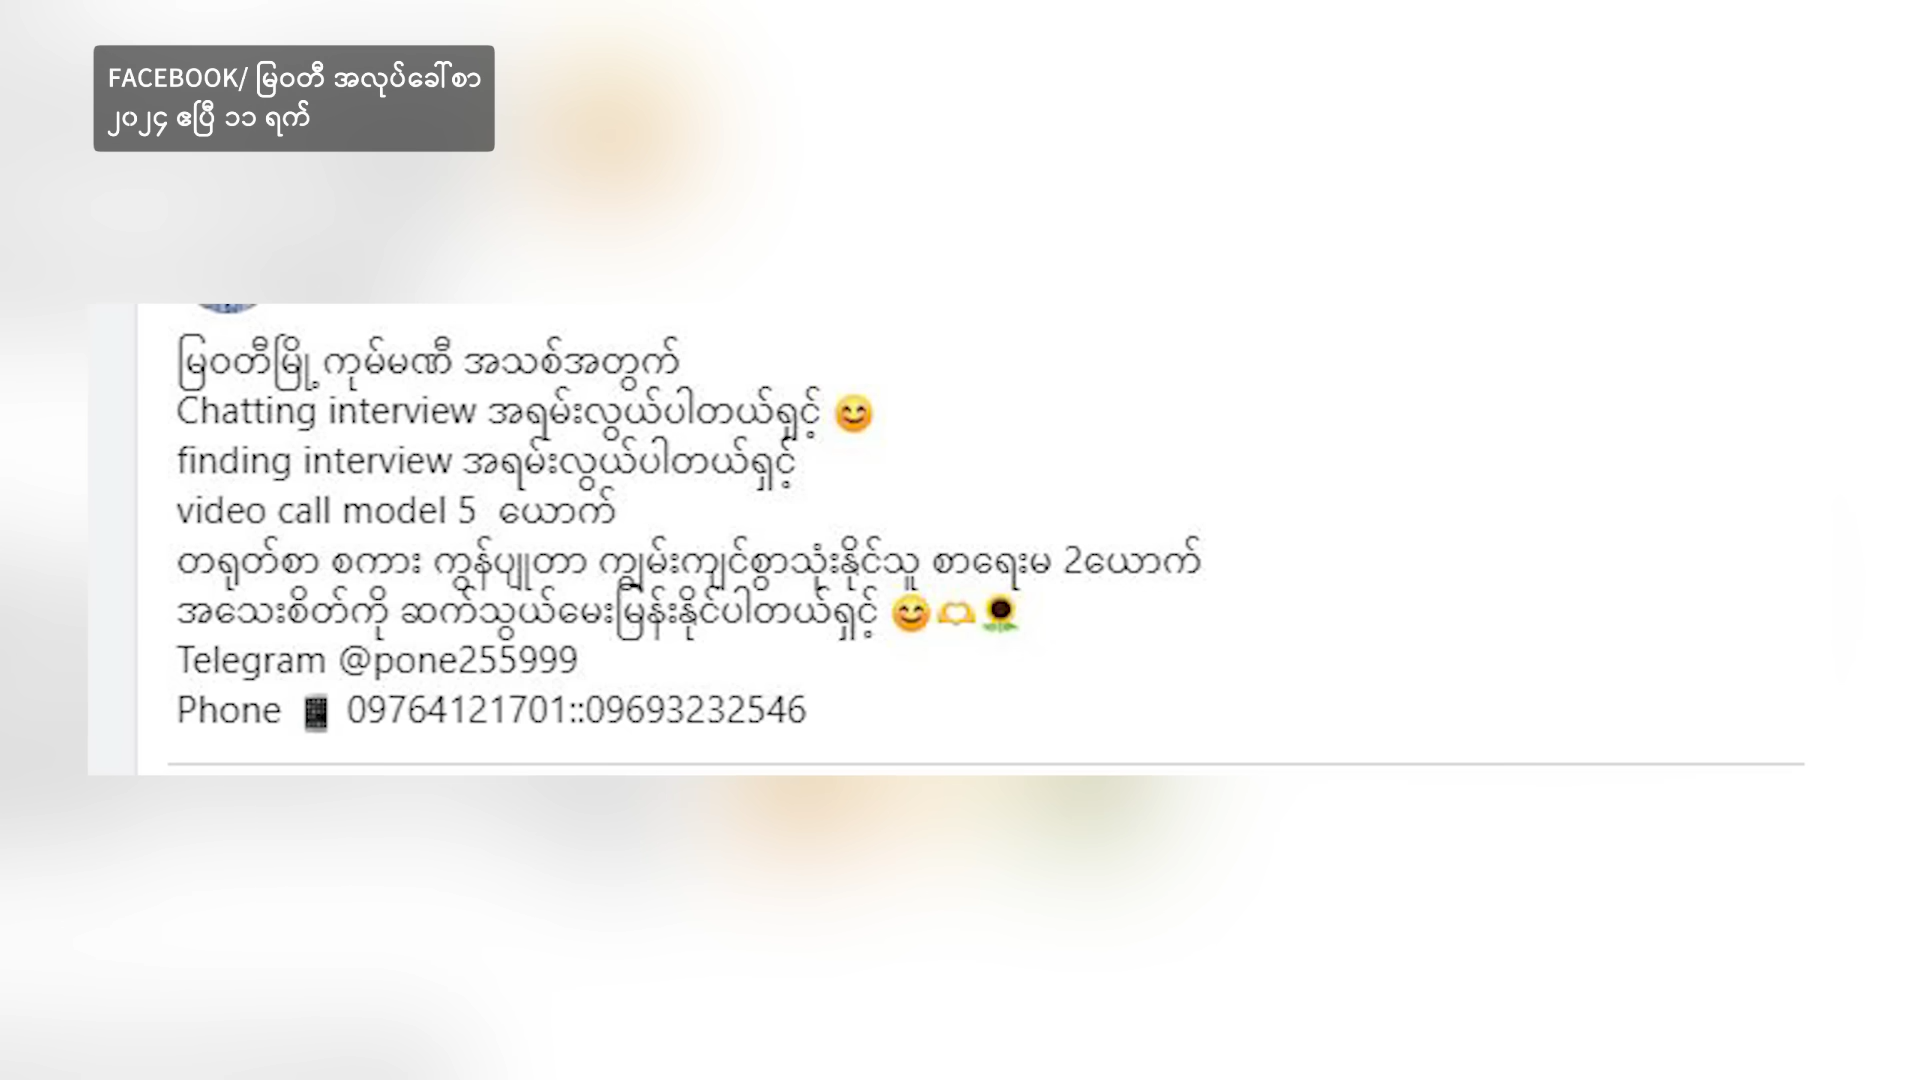 FACEBOOK/ မြဝတီ အလုပ်ခေါ်စာ
၂၀၂၄ ဧပြီ ၁၁ ရက်
မြဝတီမြို့ ကုမ်မဏီ အသစ်အတွက်
Chatting interview အရမ်းလွယ်ပါတယ်ရှင့် 😊
finding interview အရမ်းလွယ်ပါတယ်ရှင့်
video call model 5 ယောက်
တရုတ်စာ စကား ကွန်ပျုတာ ကျွမ်းကျင်စွာသုံးနိုင်သူ စာရေးမ 2ယောက်
အသေးစိတ်ကို ဆက်သွယ်မေးမြန်းနိုင်ပါတယ်ရှင့် 😊🫶🌻
Telegram @pone255999
Phone 📱 09764121701::09693232546